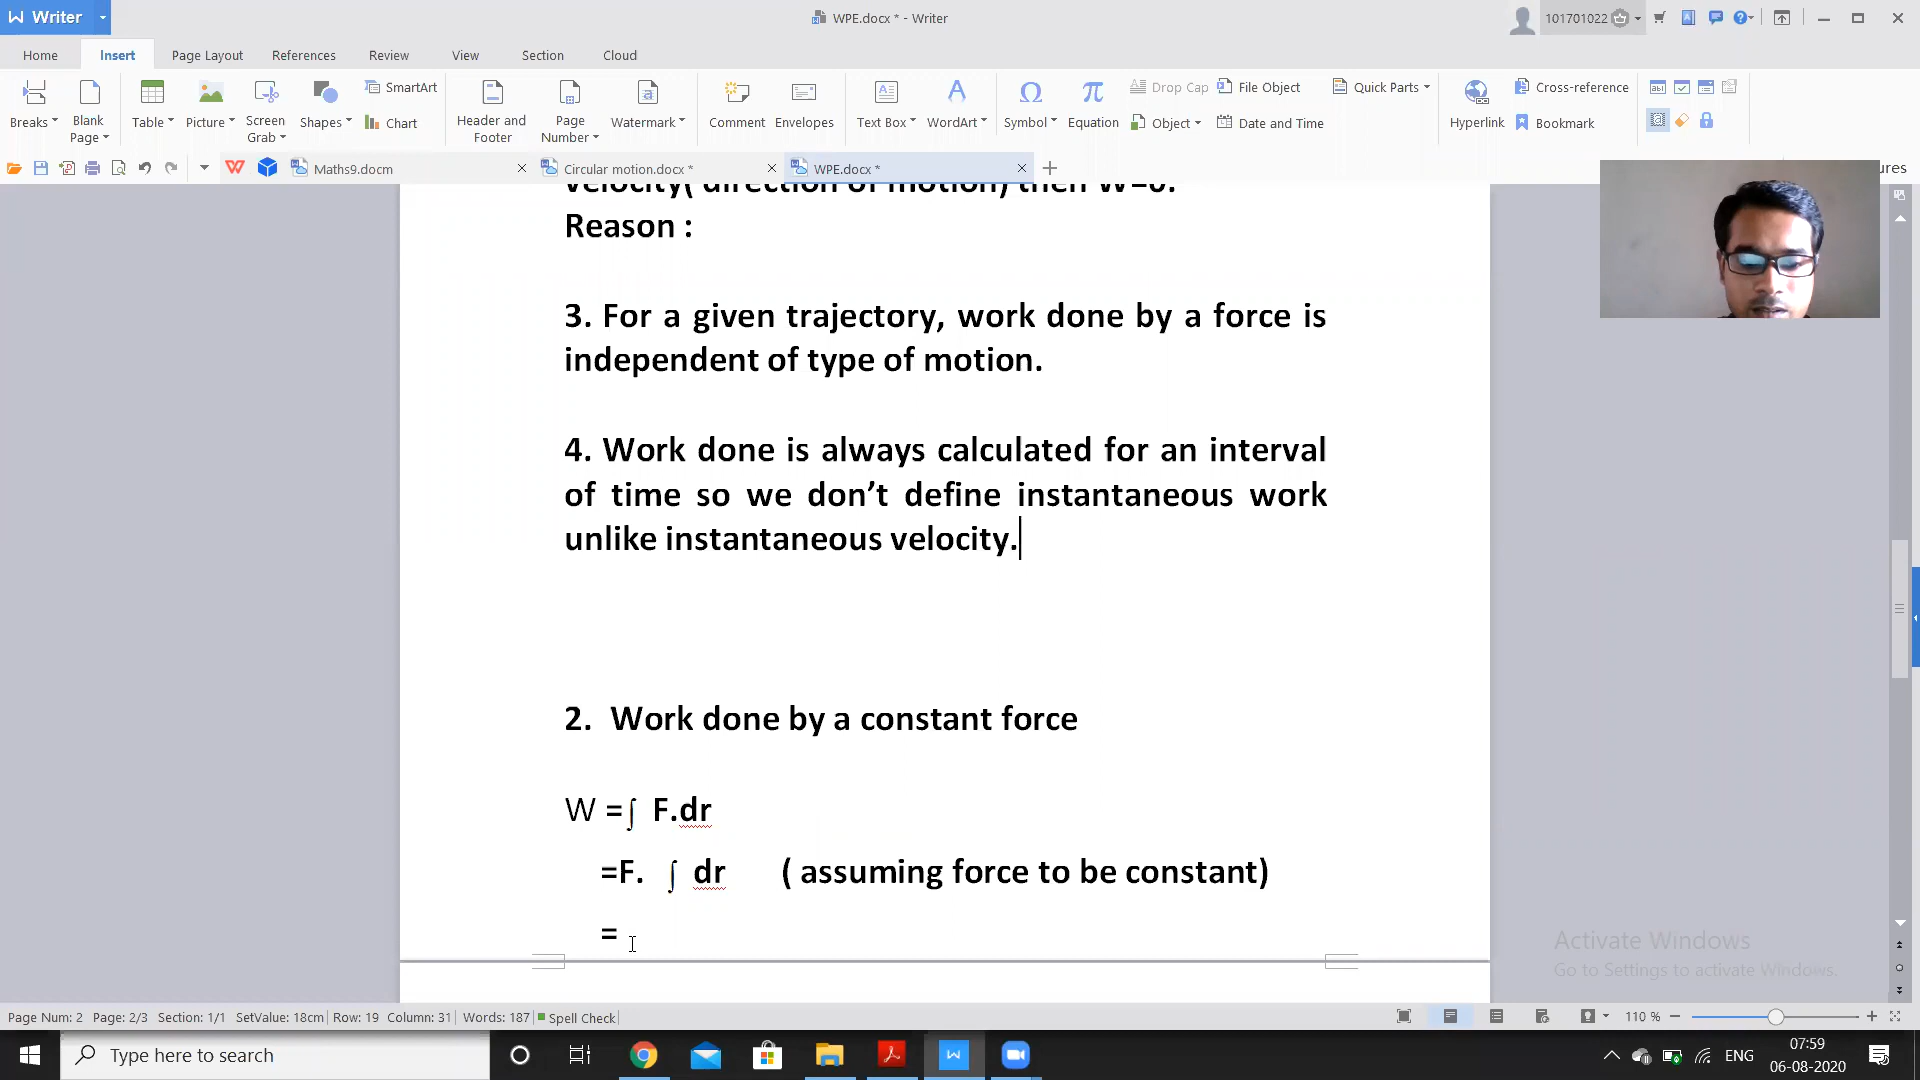 Writer
WPE.docx * - Writer
101701022
Home Insert Page Layout References Review View Section Cloud
Breaks Blank Page Table Picture Screen Grab Shapes SmartArt Chart Header and Footer Page Number Watermark Comment Envelopes Text Box WordArt Symbol Equation Drop Cap Object File Object Date and Time Quick Parts Hyperlink Cross-reference Bookmark
Maths9.docm Circular motion.docx * WPE.docx *
ures
velocity( direction of motion) then W=0.
Reason :
3. For a given trajectory, work done by a force is
independent of type of motion.
4. Work done is always calculated for an interval
of time so we don’t define instantaneous work
unlike instantaneous velocity.
2. Work done by a constant force
W =∫ F.dr
=F. ∫ dr ( assuming force to be constant)
=
Activate Windows
Go to Settings to activate Windows.
Page Num: 2 Page: 2/3 Section: 1/1 SetValue: 18cm Row: 19 Column: 31 Words: 187 Spell Check 110 %
Type here to search
ENG
07:59
06-08-2020